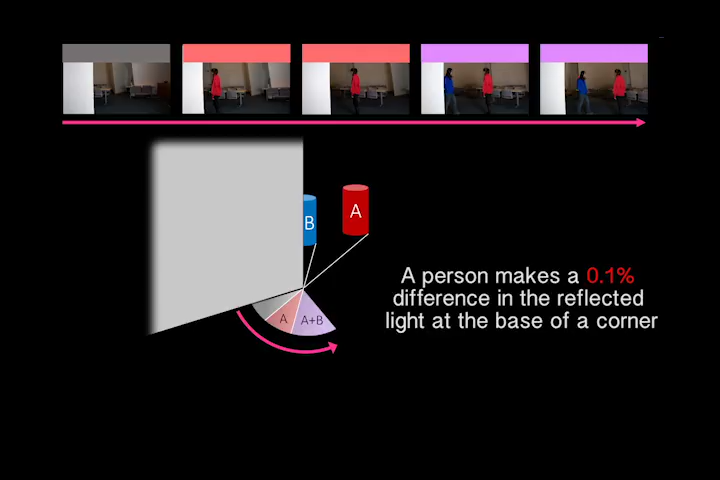 B
A
A person makes a 0.1%
difference in the reflected
light at the base of a corner
A
A+B